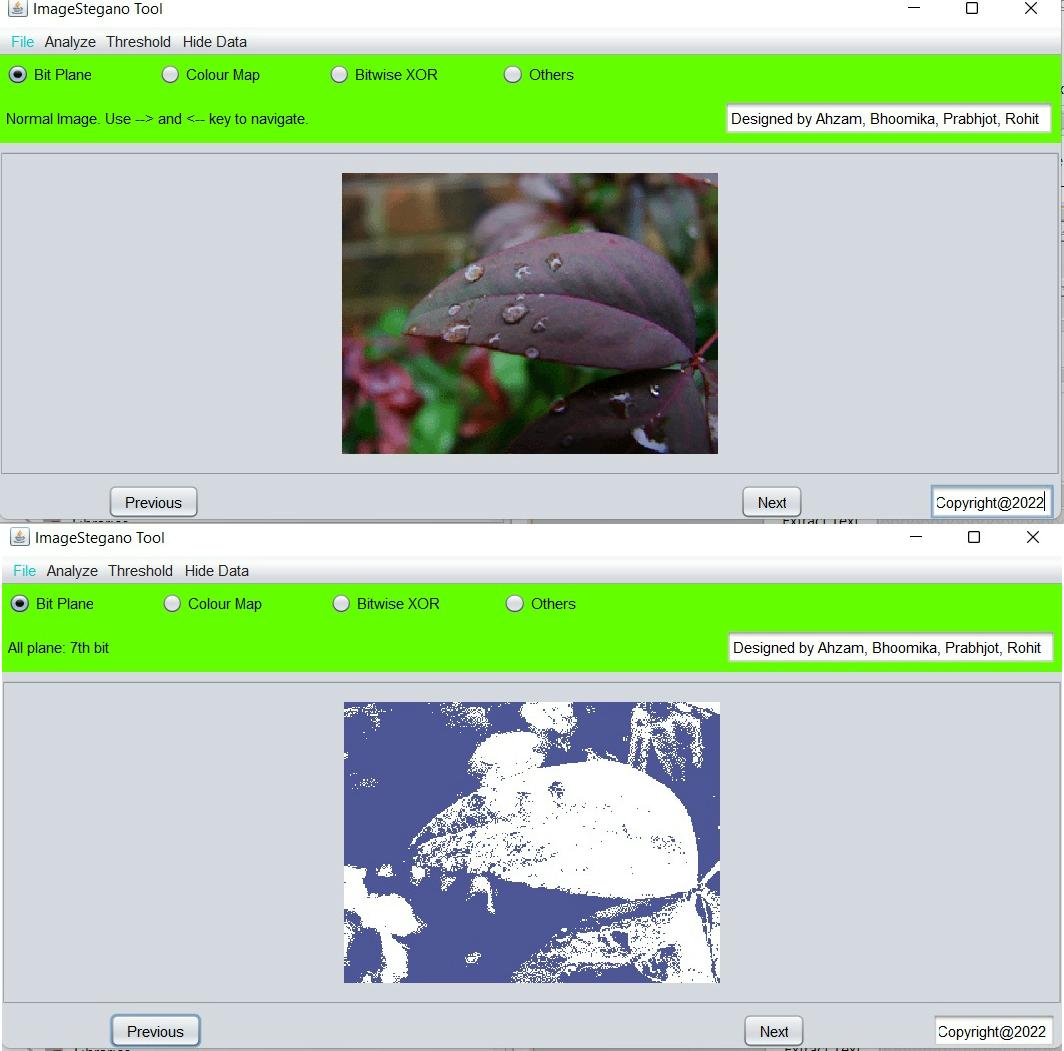 ImageStegano Tool
File Analyze Threshold Hide Data
Bit Plane Colour Map Bitwise XOR Others
Normal Image. Use --> and <-- key to navigate.
Designed by Ahzam, Bhoomika, Prabhjot, Rohit
Previous Next Copyright@2022
ImageStegano Tool
File Analyze Threshold Hide Data
Bit Plane Colour Map Bitwise XOR Others
All plane: 7th bit
Designed by Ahzam, Bhoomika, Prabhjot, Rohit
Previous Next Copyright@2022